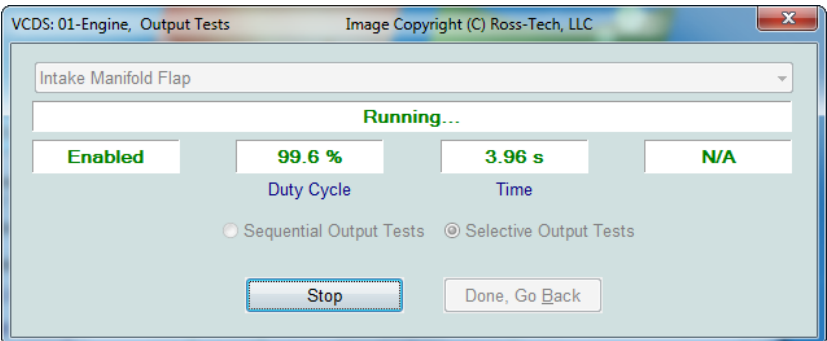 VCDS: 01-Engine, Output Tests Image Copyright (C) Ross-Tech, LLC
Intake Manifold Flap
Running...
Enabled 99.6 % 3.96 s N/A
Duty Cycle Time
Sequential Output Tests Selective Output Tests
Stop Done, Go Back